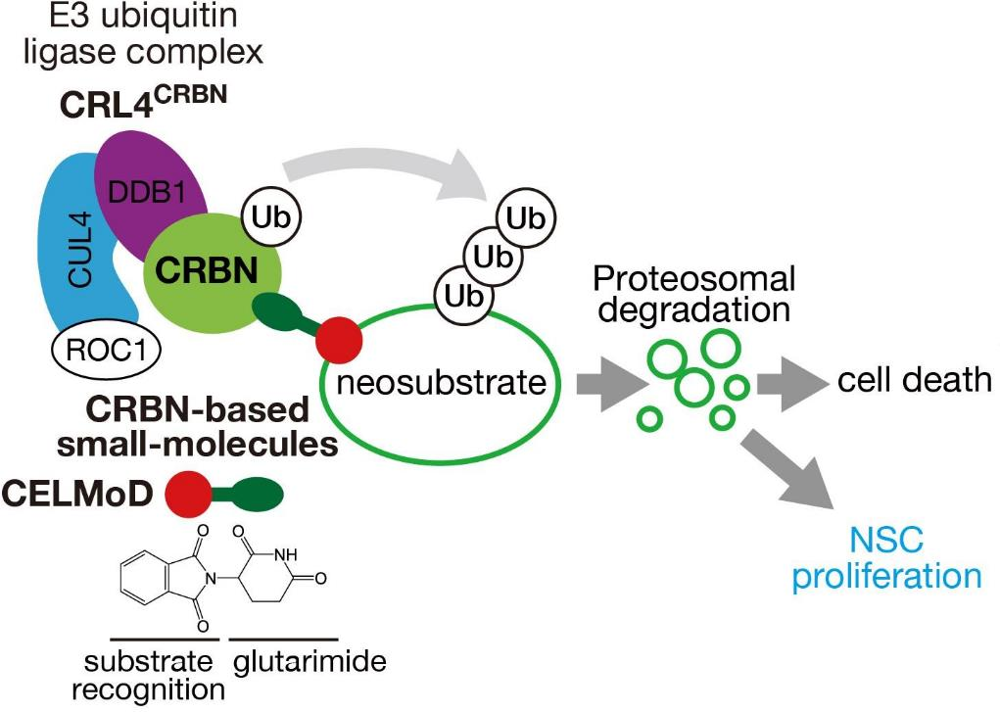 E3 ubiquitin
ligase complex
CRL4CRBN
DDB1
CUL4
Ub
CRBN
ROC1
Ub
Ub
Ub
neosubstrate
Proteosomal
degradation
cell death
NSC
proliferation
CRBN-based
small-molecules
CELMoD
O
O
NH
N
O
O
substrate
recognition
glutarimide